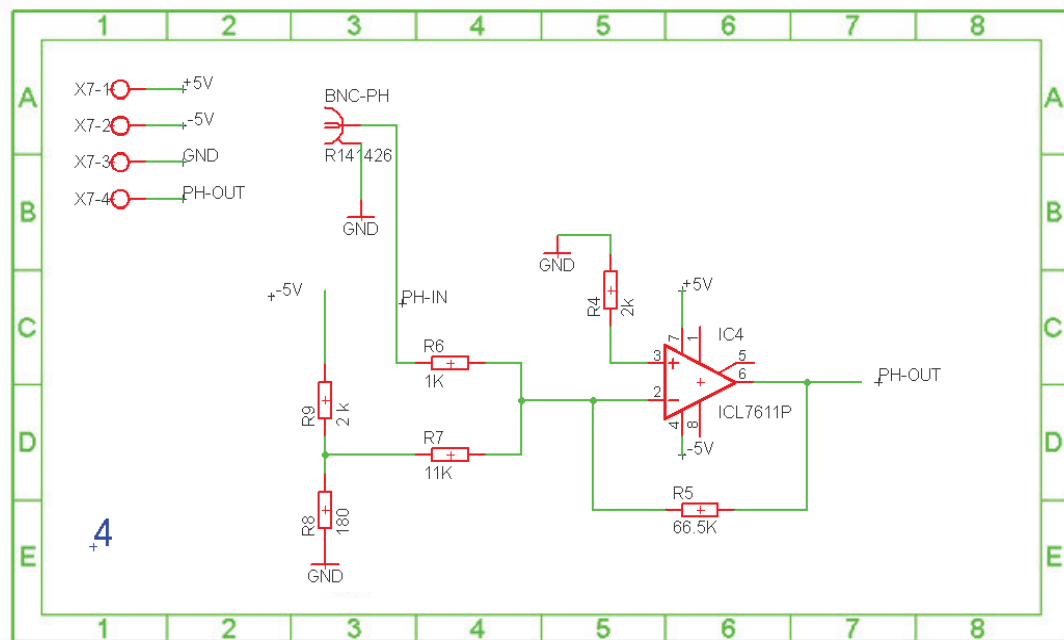 1 2 3 4 5 6 7 8
A A
X7-1 +5V
BNC-PH
X7-2 -5V
X7-3 GND
R141426
X7-4 PH-OUT
B B
GND
GND
-5V
PH-IN
R4
2k
+5V
C C
R6
1K
7
1
IC4
3
5
6
PH-OUT
2
ICL7611P
4
8
-5V
R9
2 k
D D
R7
11K
R5
66.5K
R8
180
4
E E
GND
1 2 3 4 5 6 7 8